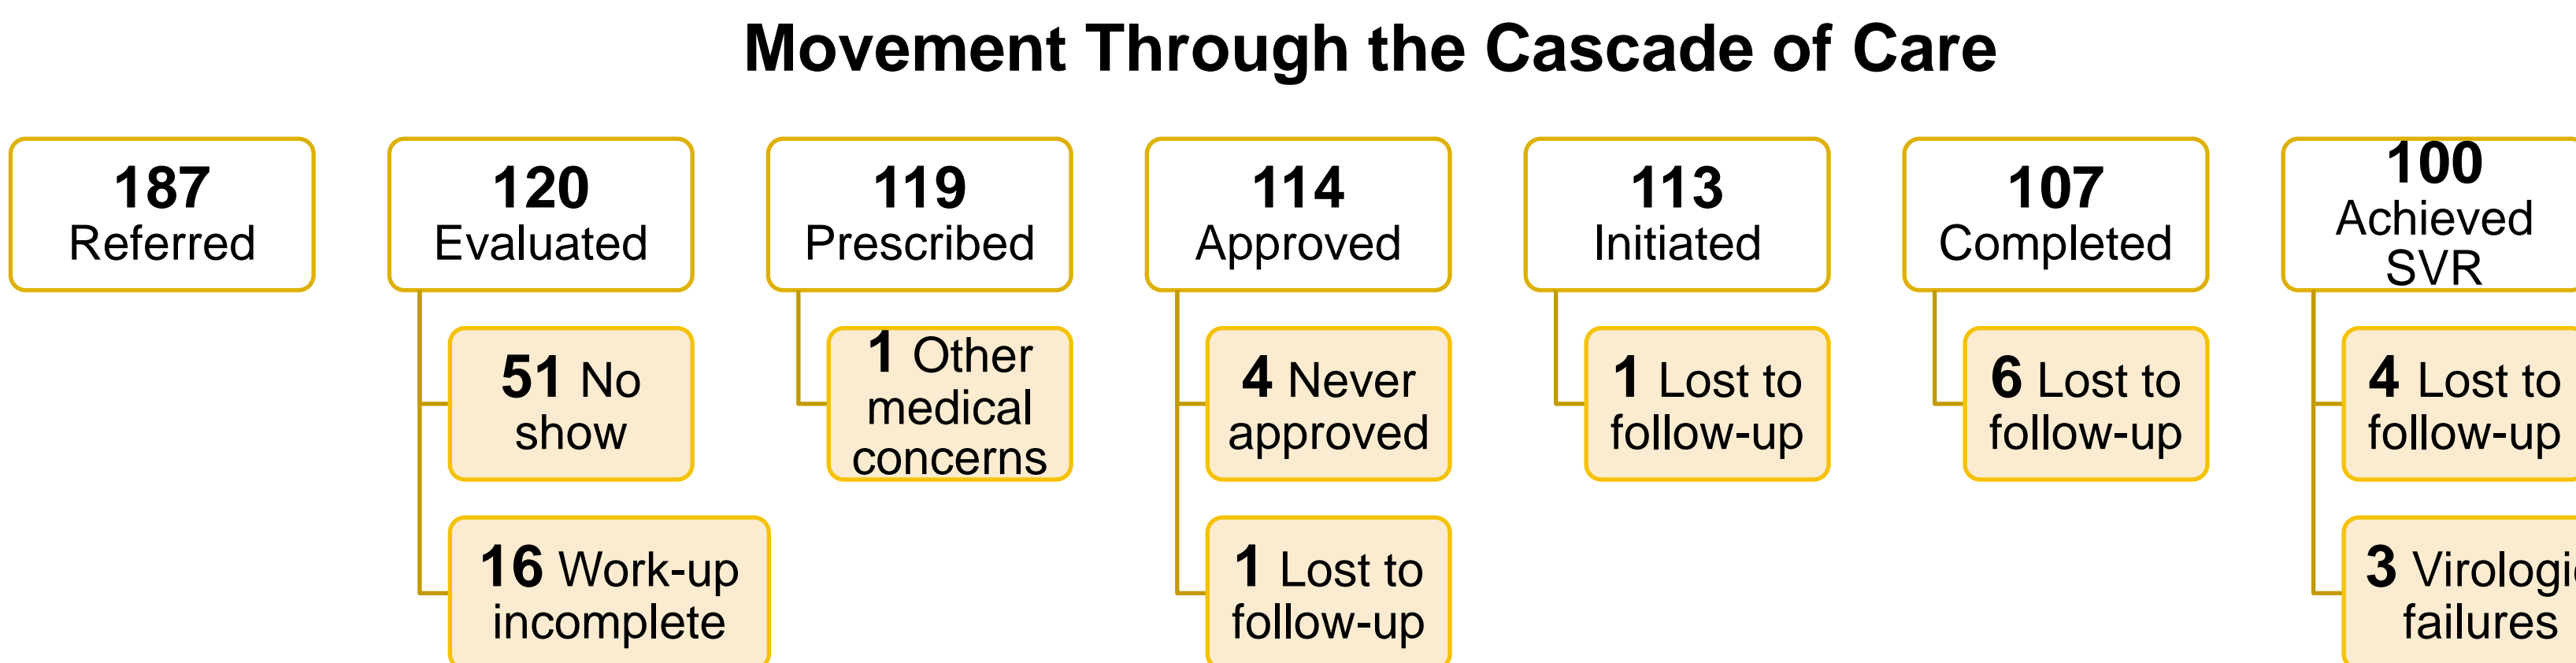 Movement Through the Cascade of Care
187
Referred
120
Evaluated
51 No
show
16 Work-up
incomplete
119
Prescribed
1 Other
medical
concerns
114
Approved
4 Never
approved
1 Lost to
follow-up
113
Initiated
1 Lost to
follow-up
107
Completed
6 Lost to
follow-up
100
Achieved
SVR
4 Lost to
follow-up
3
failures